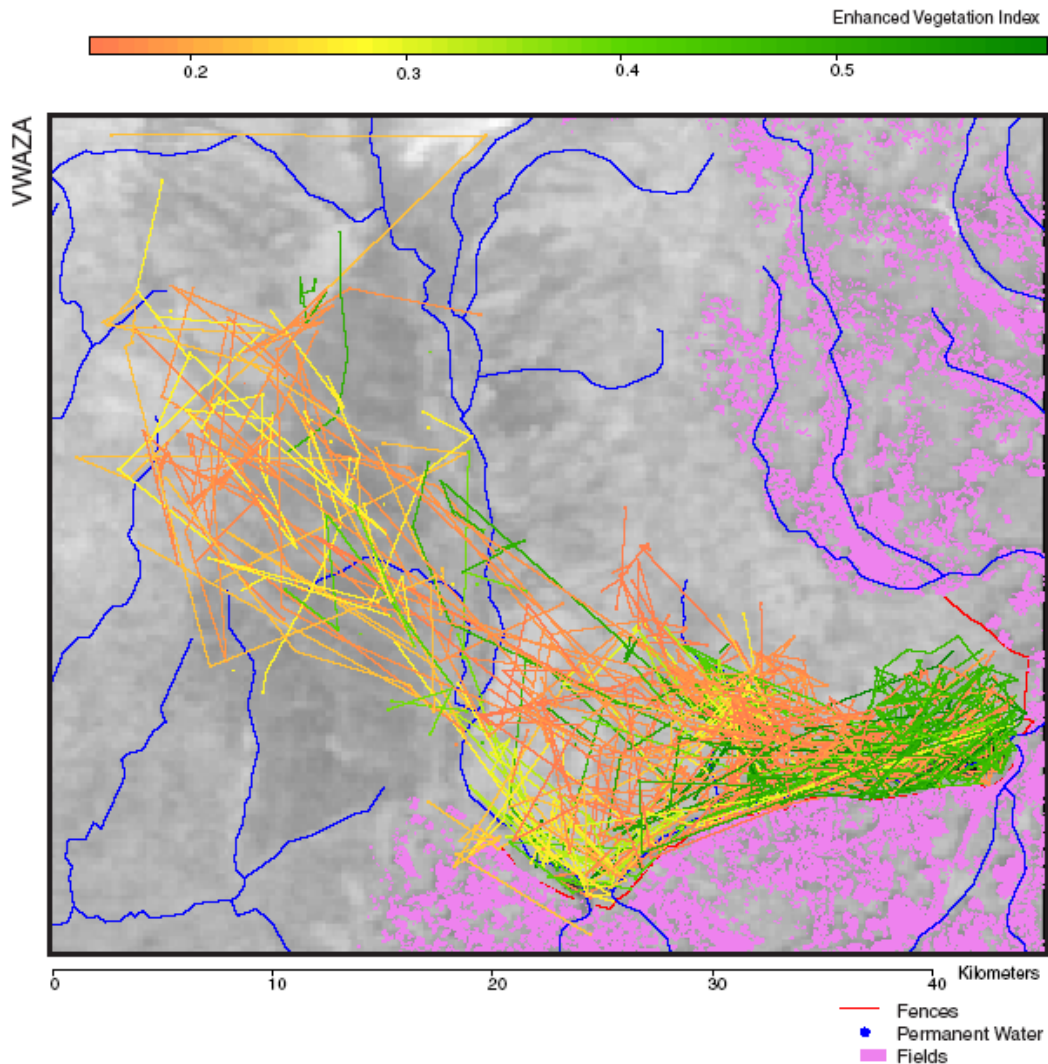 Enhanced Vegetation Index
0.2 0.3 0.4 0.5
VWAZA
0 10 20 30 40 Kilometers
Fences
Permanent Water
Fields